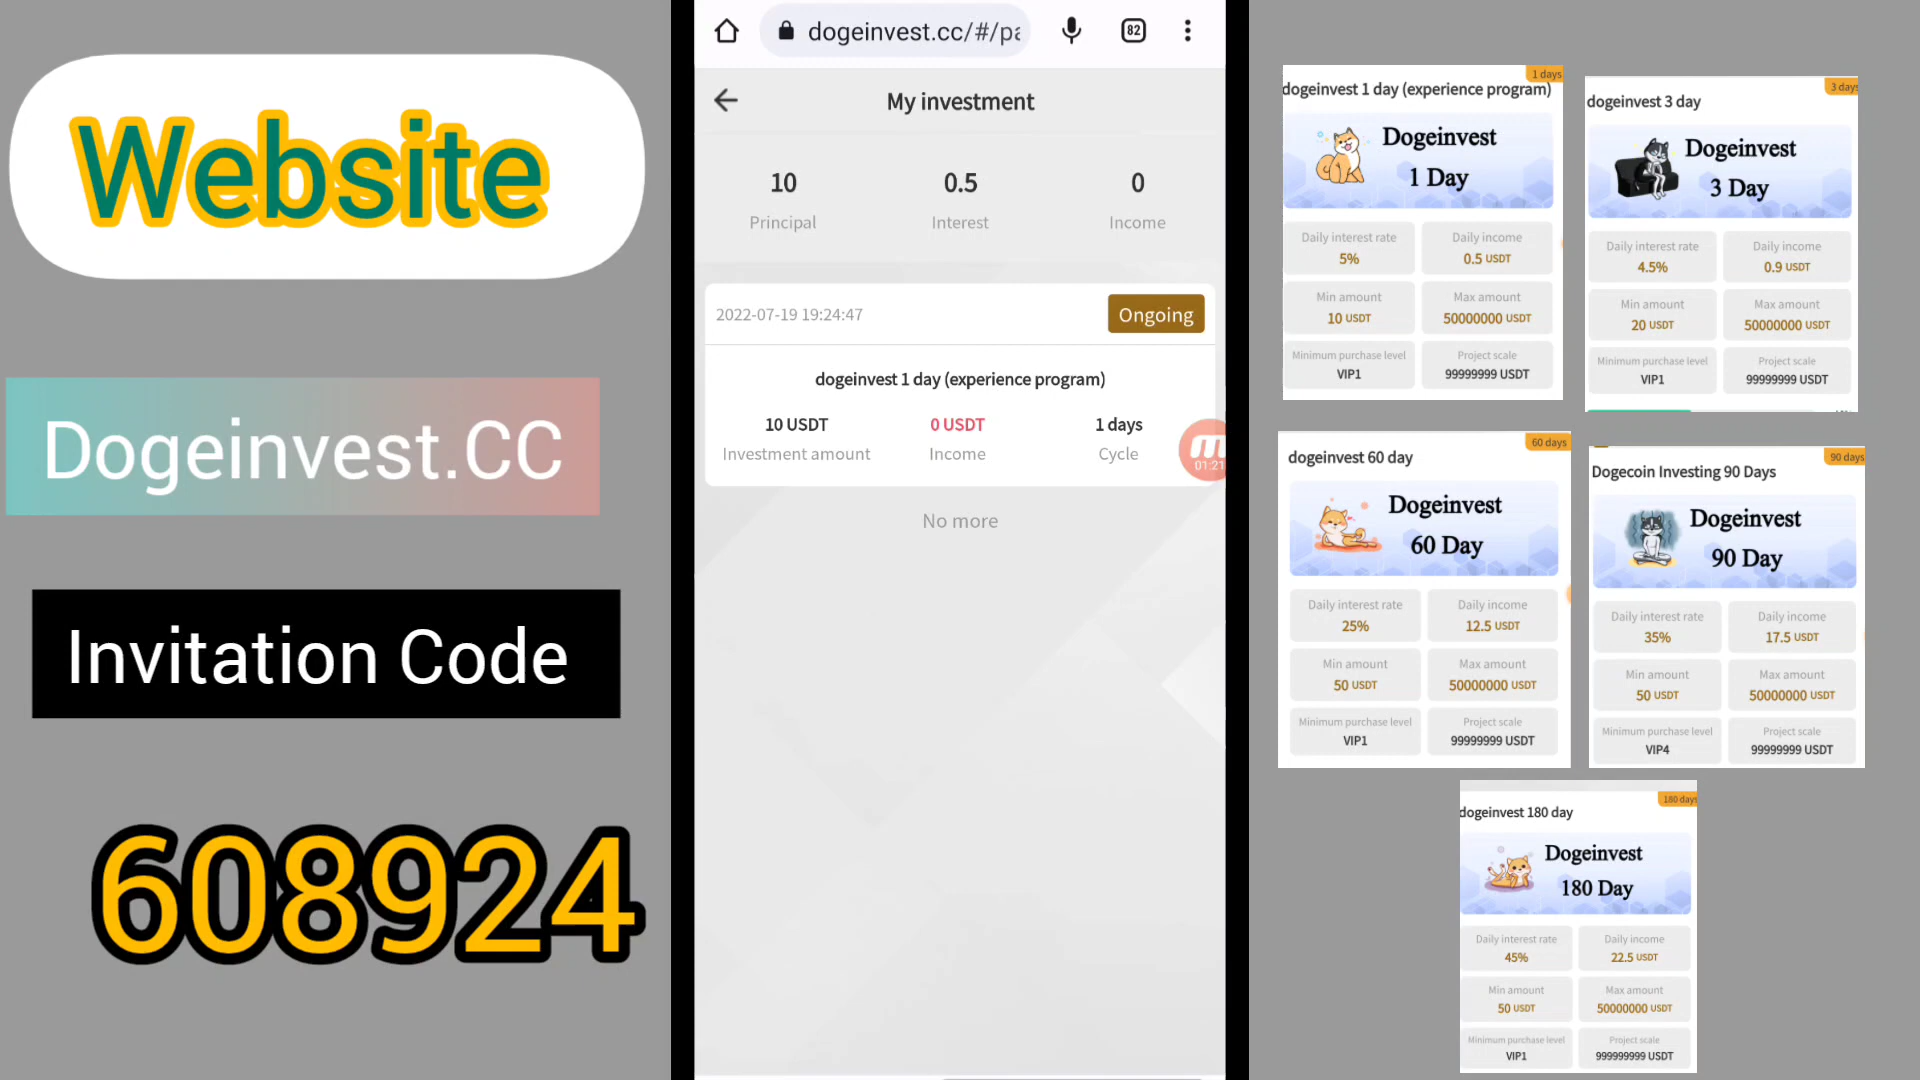 Website
Dogeinvest.CC
Invitation Code
608924
dogeinvest.cc/#/pa
82
My investment
10
0.5
0
Principal
Interest
Income
2022-07-19 19:24:47
Ongoing
dogeinvest 1 day (experience program)
10 USDT
0 USDT
1 days
Investment amount
Income
Cycle
01:21
No more
1 days
dogeinvest 1 day (experience program)
Dogeinvest
1 Day
Daily interest rate
Daily income
5%
0.5 USDT
Min amount
Max amount
10 USDT
50000000 USDT
Minimum purchase level
Project scale
VIP1
99999999 USDT
3 days
dogeinvest 3 day
Dogeinvest
3 Day
Daily interest rate
Daily income
4.5%
0.9 USDT
Min amount
Max amount
20 USDT
50000000 USDT
Minimum purchase level
Project scale
VIP1
99999999 USDT
60 days
dogeinvest 60 day
Dogeinvest
60 Day
Daily interest rate
Daily income
25%
12.5 USDT
Min amount
Max amount
50 USDT
50000000 USDT
Minimum purchase level
Project scale
VIP1
99999999 USDT
90 days
Dogecoin Investing 90 Days
Dogeinvest
90 Day
Daily interest rate
Daily income
35%
17.5 USDT
Min amount
Max amount
50 USDT
50000000 USDT
Minimum purchase level
Project scale
VIP4
99999999 USDT
180 days
dogeinvest 180 day
Dogeinvest
180 Day
Daily interest rate
Daily income
45%
22.5 USDT
Min amount
Max amount
50 USDT
50000000 USDT
Minimum purchase level
Project scale
VIP1
999999999 USDT